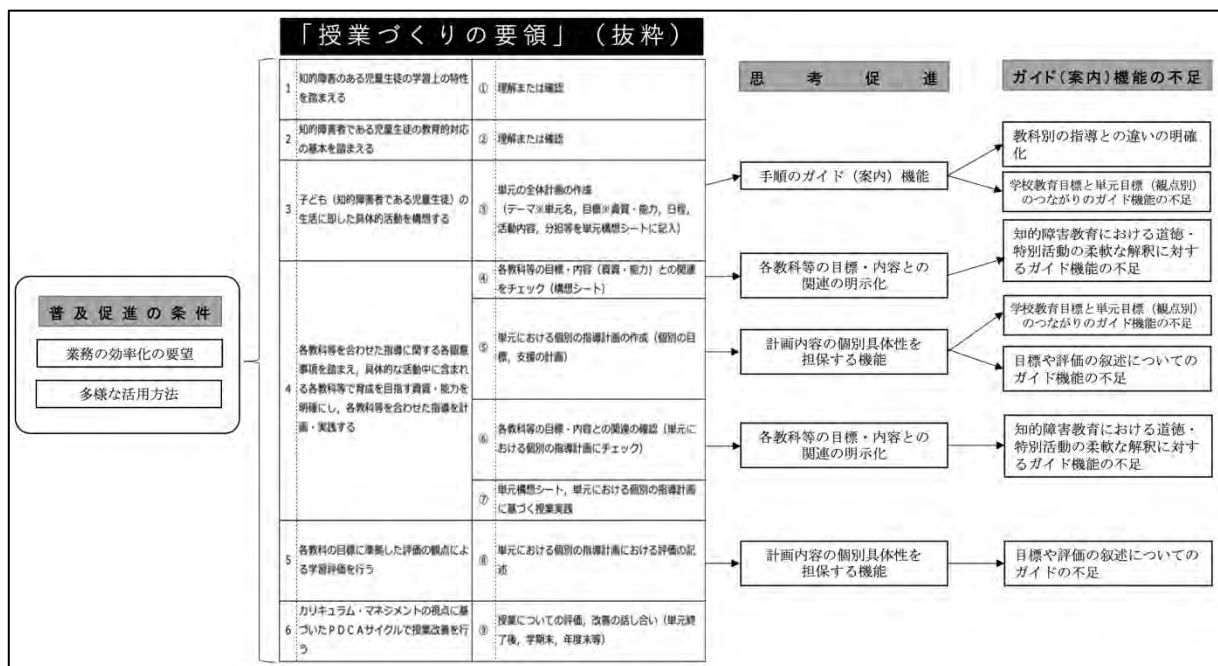 「授業づくりの要領」（抜粋）
普及促進の条件
業務の効率化の要望
多様な活用方法
1
知的障害のある児童生徒の学習上の特性
を踏まえる
①
理解または確認
2
知的障害者である児童生徒の教育的対応
の基本を踏まえる
②
理解または確認
3
子ども（知的障害者である児童生徒）の
生活に即した具体的活動を構想する
③
単元の全体計画の作成
（テーマ※単元名，目標※資質・能力，日程，
活動内容，分担等を単元構想シートに記入）
4
各教科等を合わせた指導に関する各留意
事項を踏まえ，具体的な活動中に含まれ
る各教科等で育成を目指す資質・能力を
明確にし，各教科等を合わせた指導を計
画・実践する
④
各教科等の目標・内容（資質・能力）との関連
をチェック（構想シート）
⑤
単元における個別の指導計画の作成（個別の目
標，支援の計画）
⑥
各教科等の目標・内容との関連の確認（単元に
おける個別の指導計画にチェック）
⑦
単元構想シート，単元における個別の指導計画
に基づく授業実践
5
各教科の目標に準拠した評価の観点によ
る学習評価を行う
⑧
単元における個別の指導計画における評価の記
述
6
カリキュラム・マネジメントの視点に基
づいたＰＤＣＡサイクルで授業改善を行
う
⑨
授業についての評価，改善の話し合い（単元終
了後，学期末，年度末等）
思考促進
手順のガイド（案内）機能
各教科等の目標・内容との
関連の明示化
計画内容の個別具体性を
担保する機能
各教科等の目標・内容との
関連の明示化
計画内容の個別具体性を
担保する機能
ガイド（案内）機能の不足
教科別の指導との違いの明確
化
学校教育目標と単元目標（観点別）
のつながりのガイド機能の不足
知的障害教育における道徳・
特別活動の柔軟な解釈に対す
るガイド機能の不足
学校教育目標と単元目標（観点別）
のつながりのガイド機能の不足
目標や評価の叙述についての
ガイド機能の不足
知的障害教育における道徳・
特別活動の柔軟な解釈に対す
るガイド機能の不足
目標や評価の叙述についての
ガイドの不足